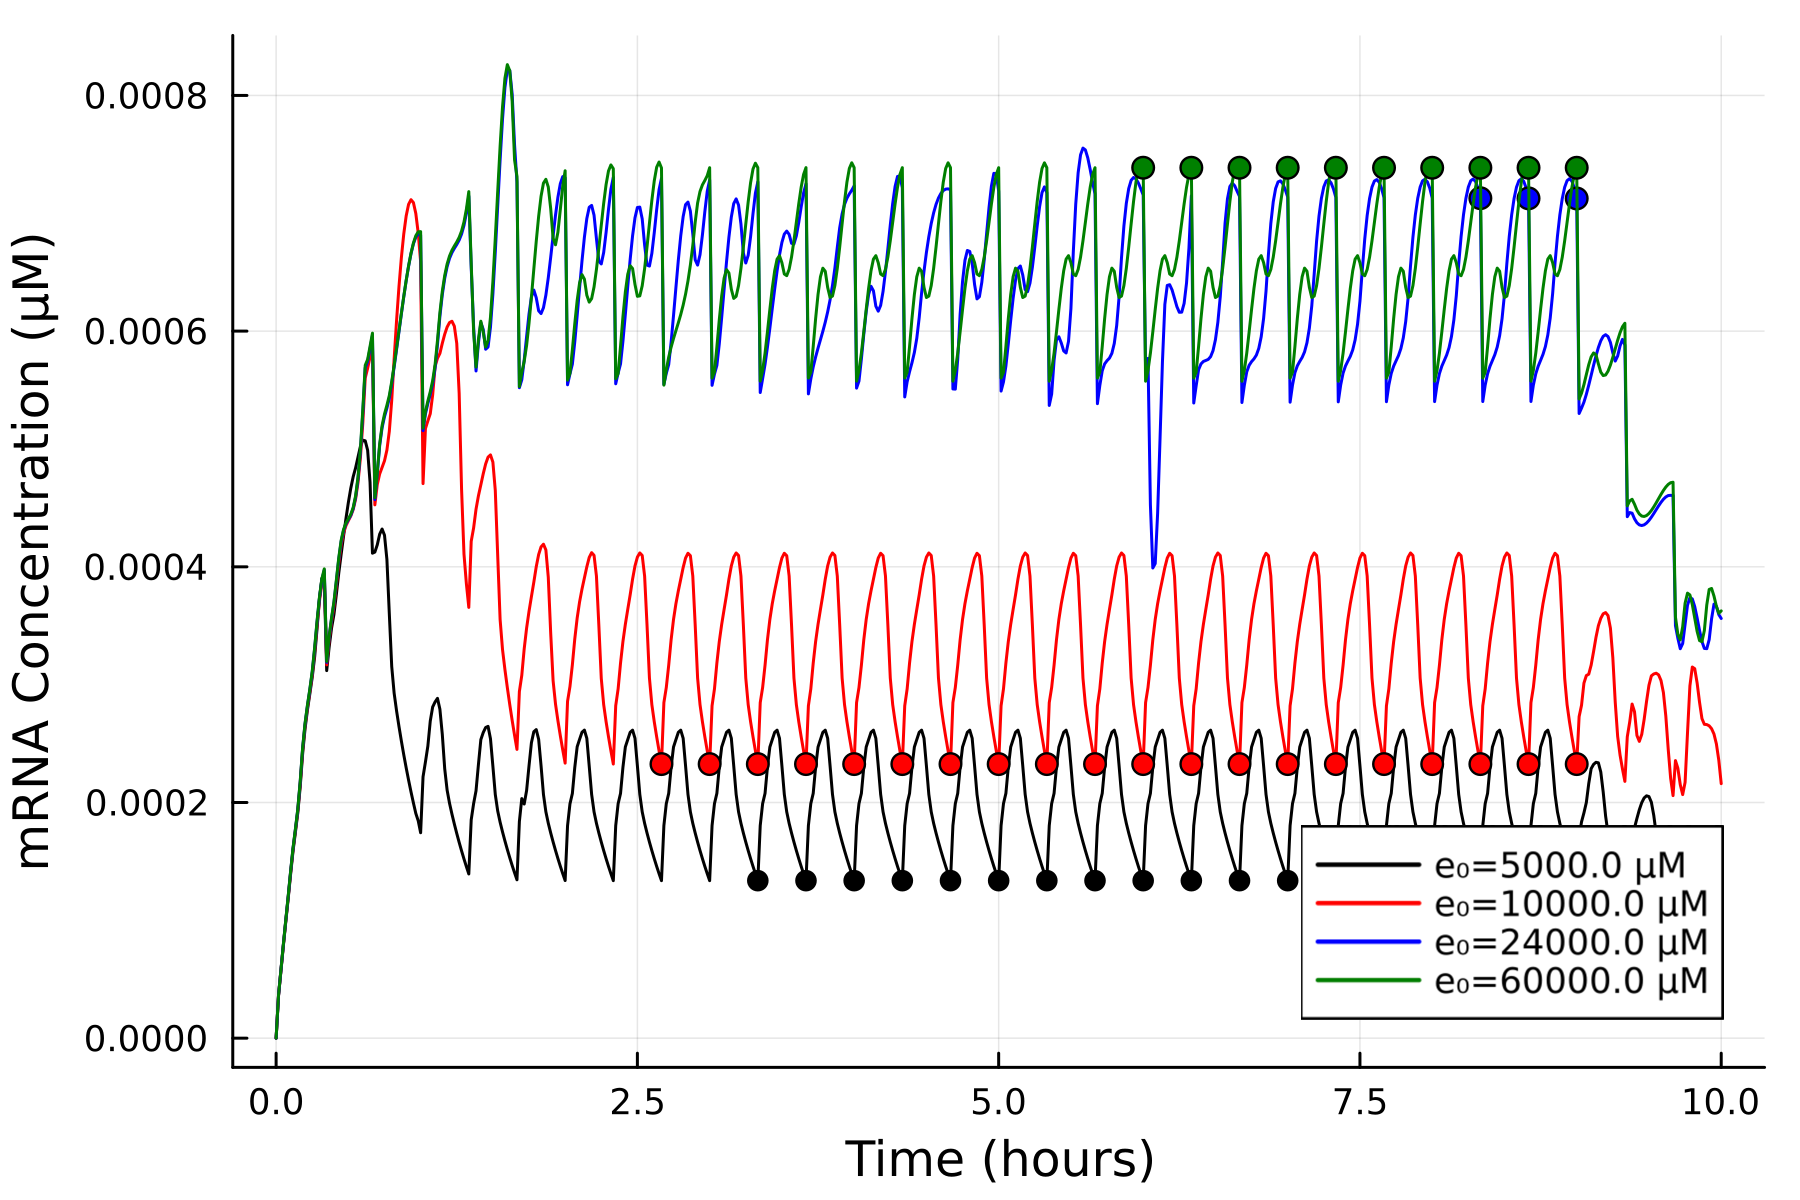 mRNA Concentration (µM)
0.0008
0.0006
0.0004
0.0002
0.0000
e₀=5000.0 µM
e₀=10000.0 µM
e₀=24000.0 µM
e₀=60000.0 µM
0.0 2.5 5.0 7.5 10.0
Time (hours)